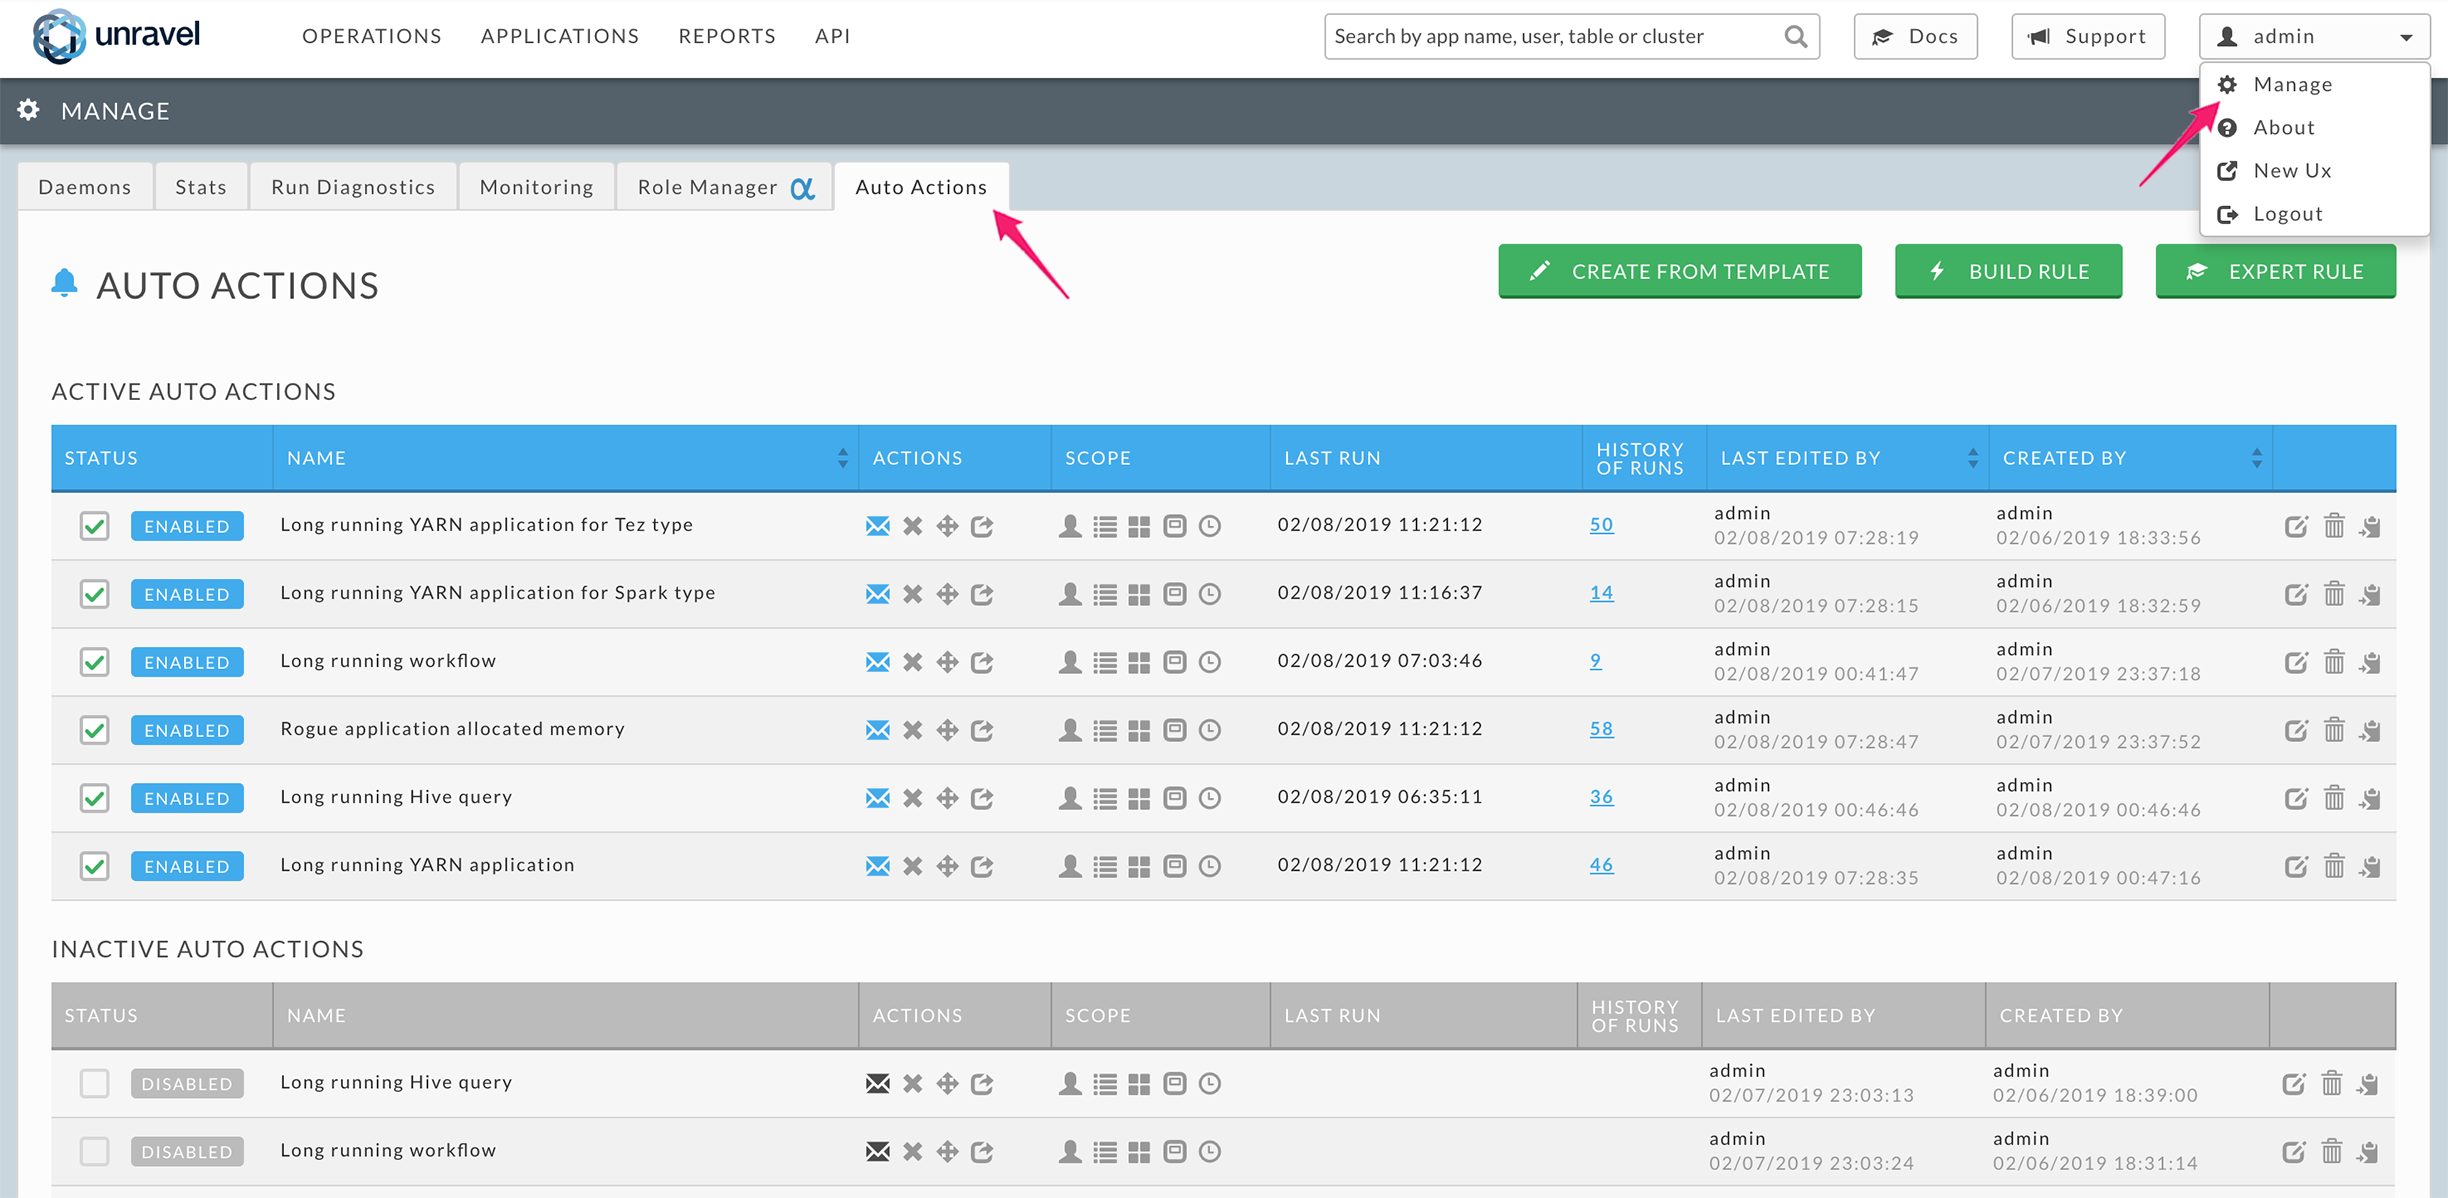 unravel
OPERATIONS APPLICATIONS REPORTS API
Search by app name, user, table or cluster
Docs Support admin
Manage
About
New Ux
Logout
MANAGE
Daemons Stats Run Diagnostics Monitoring Role Manager α Auto Actions
AUTO ACTIONS
CREATE FROM TEMPLATE BUILD RULE EXPERT RULE
ACTIVE AUTO ACTIONS
STATUS NAME ACTIONS SCOPE LAST RUN HISTORY OF RUNS LAST EDITED BY CREATED BY
ENABLED Long running YARN application for Tez type 02/08/2019 11:21:12 50 admin admin
02/08/2019 07:28:19 02/06/2019 18:33:56
ENABLED Long running YARN application for Spark type 02/08/2019 11:16:37 14 admin admin
02/08/2019 07:28:15 02/06/2019 18:32:59
ENABLED Long running workflow 02/08/2019 07:03:46 9 admin admin
02/08/2019 00:41:47 02/07/2019 23:37:18
ENABLED Rogue application allocated memory 02/08/2019 11:21:12 58 admin admin
02/08/2019 07:28:47 02/07/2019 23:37:52
ENABLED Long running Hive query 02/08/2019 06:35:11 36 admin admin
02/08/2019 00:46:46 02/08/2019 00:46:46
ENABLED Long running YARN application 02/08/2019 11:21:12 46 admin admin
02/08/2019 07:28:35 02/08/2019 00:47:16
INACTIVE AUTO ACTIONS
STATUS NAME ACTIONS SCOPE LAST RUN HISTORY OF RUNS LAST EDITED BY CREATED BY
DISABLED Long running Hive query admin admin
02/07/2019 23:03:13 02/06/2019 18:39:00
DISABLED Long running workflow admin admin
02/07/2019 23:03:24 02/06/2019 18:31:14